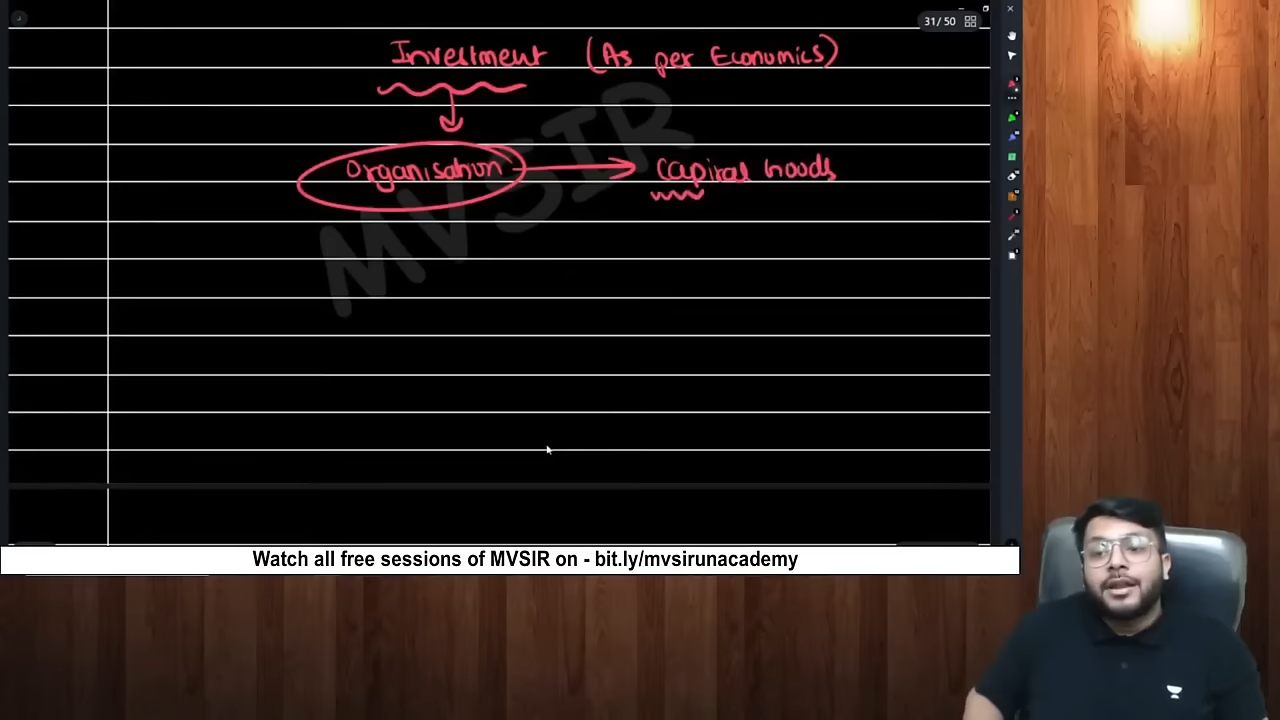 31/50
Investment (As per Economics)
Organisation → Capital Goods
MVSIR
Watch all free sessions of MVSIR on - bit.ly/mvsirunacademy